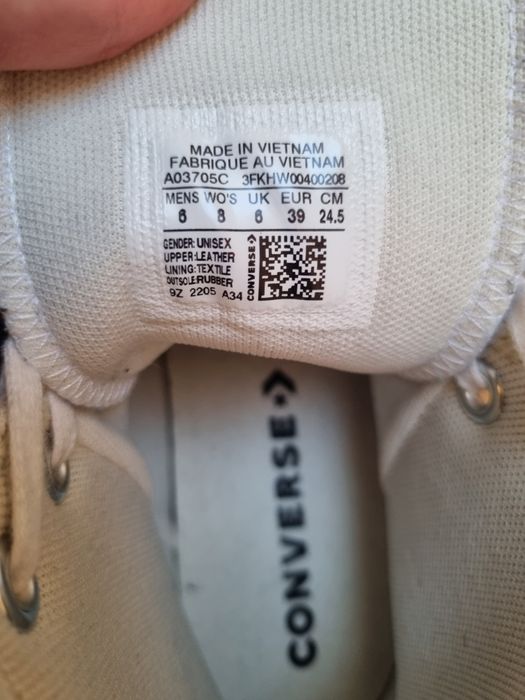 MADE IN VIETNAM
FABRIQUE AU VIETNAM
A03705C 3FKHW00400208
MENS WO'S UK EUR CM
6 8 6 39 24.5
GENDER: UNISEX
UPPER: LEATHER
LINING: TEXTILE
OUTSOLE: RUBBER
9Z 2205 A34
CONVERSE
CONVERSE